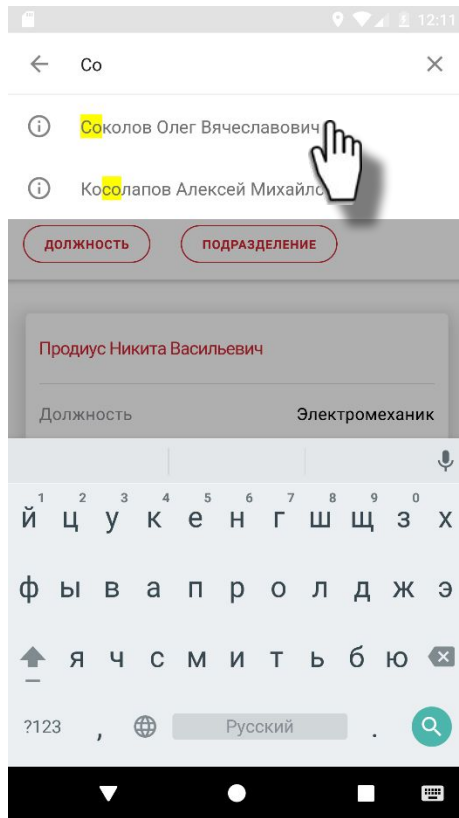 12:11
Со
Соколов Олег Вячеславович
Косолапов Алексей Михайло
ДОЛЖНОСТЬ ПОДРАЗДЕЛЕНИЕ
Продиус Никита Васильевич
Должность Электромеханик
1 2 3 4 5 6 7 8 9 0
й ц у к е н г ш щ з х
ф ы в а п р о л д ж э
я ч с м и т ь б ю
?123 , Русский .